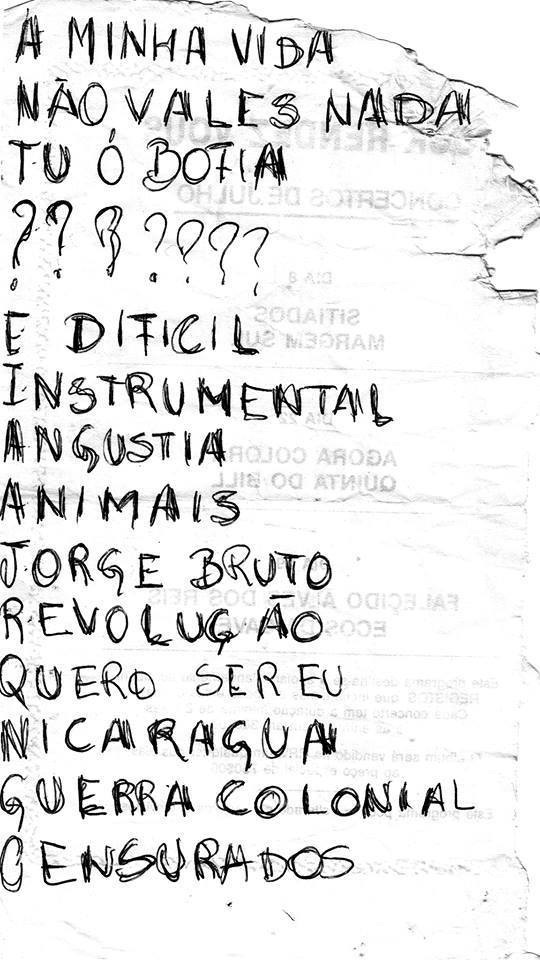 A MINHA VIDA
NÃO VALES NADA
TU Ó BOFIA
? ? ? ? ? ? ?
E DIFICIL
INSTRUMENTAL
ANGUSTIA
ANIMAIS
JORGE BRUTO
REVOLUÇÃO
QUERO SER EU
NICARAGUA
GUERRA COLONIAL
CENSURADOS